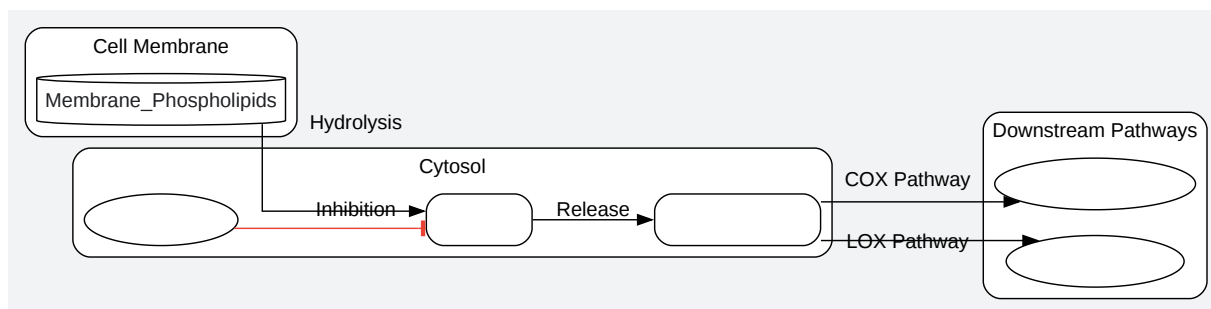 Cell Membrane
Membrane_Phospholipids
Hydrolysis
Cytosol
Inhibition
Release
COX Pathway
LOX Pathway
Downstream Pathways